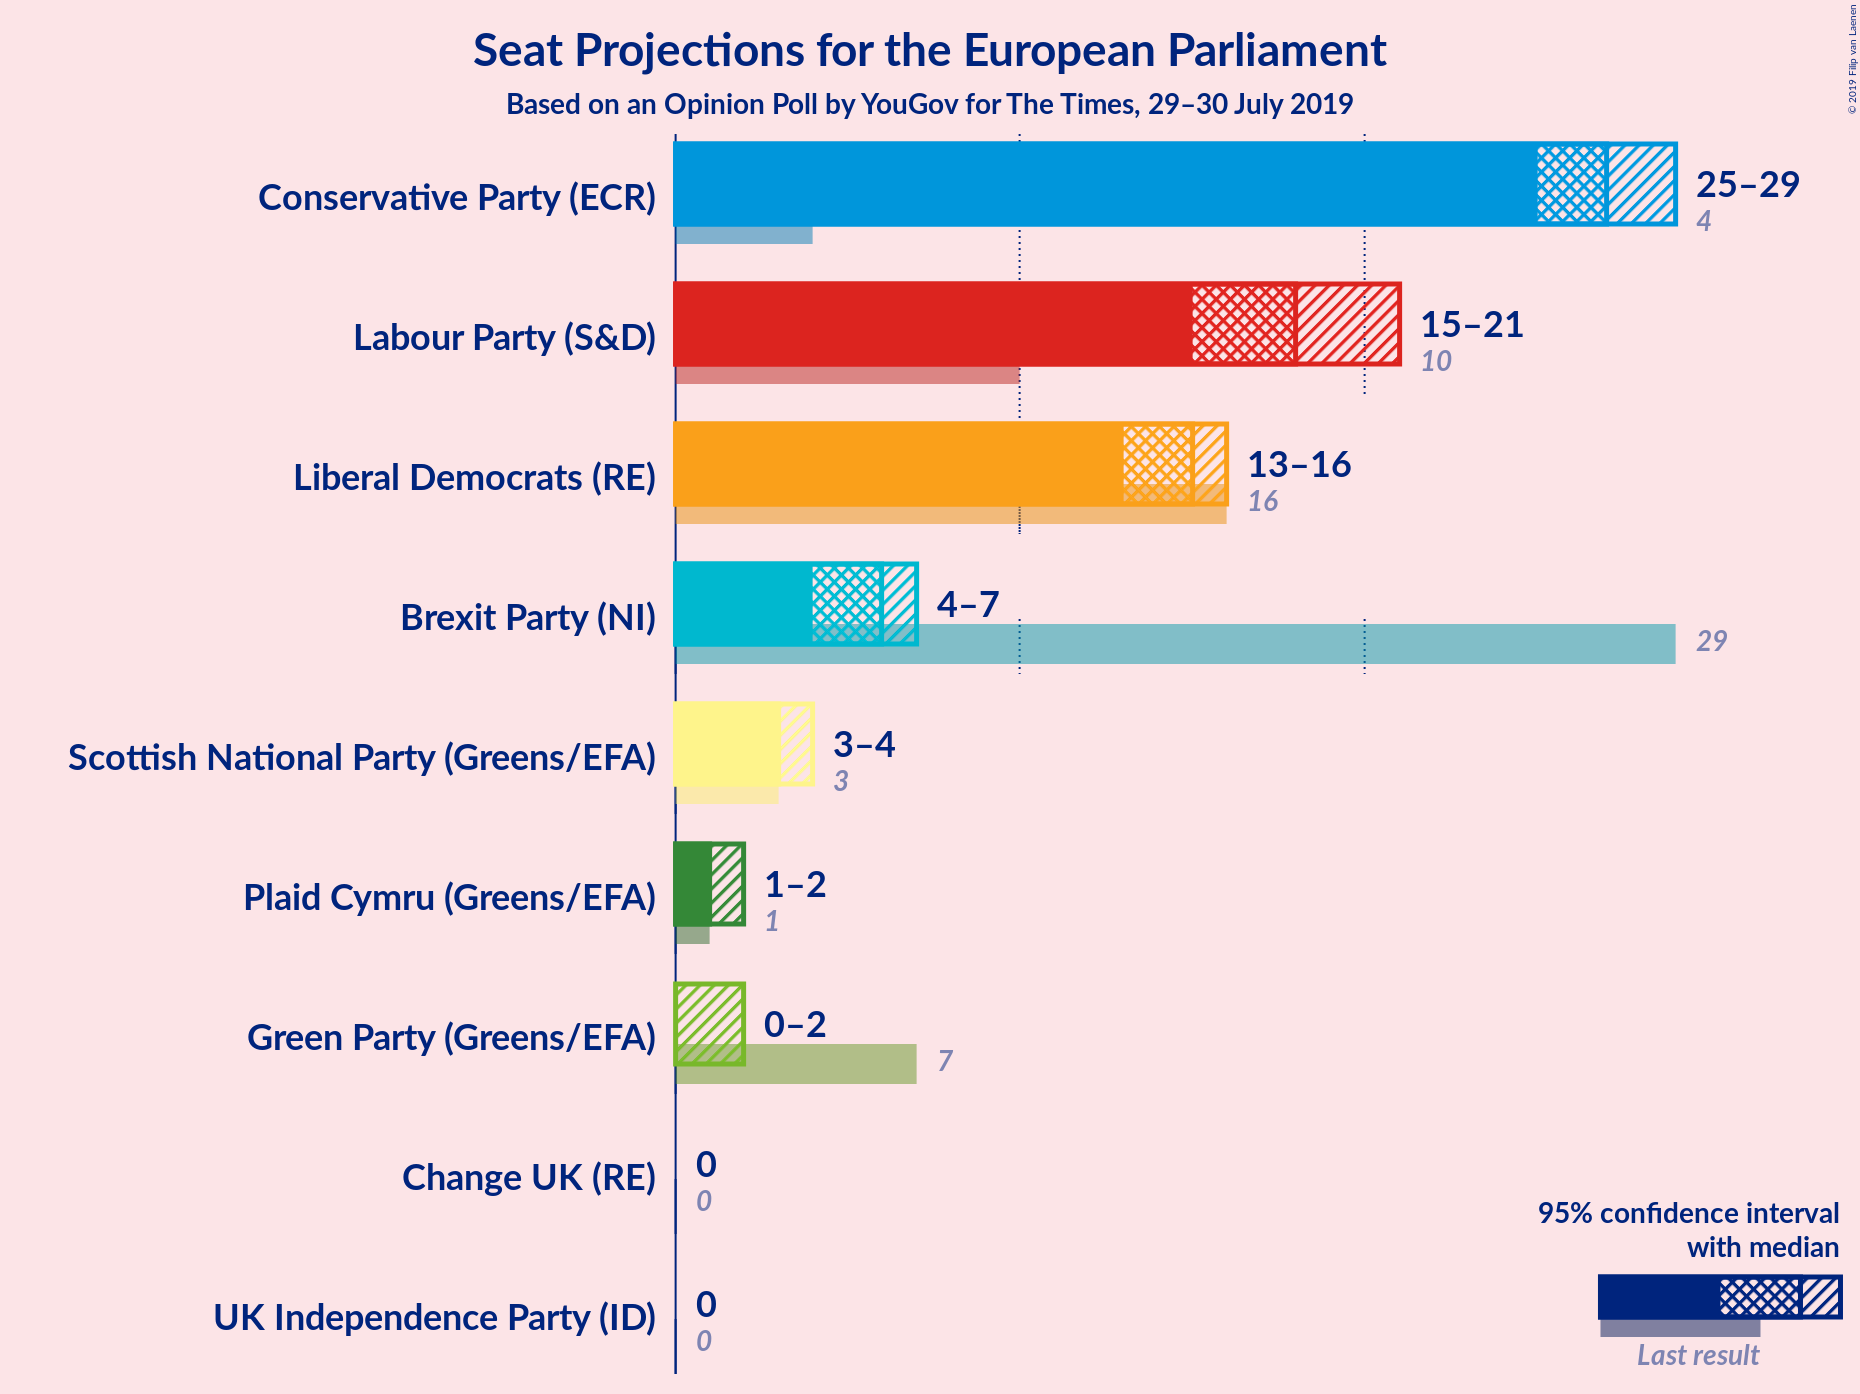 Seat Projections for the European Parliament
Based on an Opinion Poll by YouGov for The Times, 29–30 July 2019
© 2019 Filip van Laenen
Conservative Party (ECR)
25–29
4
Labour Party (S&D)
15–21
10
Liberal Democrats (RE)
13–16
16
Brexit Party (NI)
4–7
29
Scottish National Party (Greens/EFA)
3–4
3
Plaid Cymru (Greens/EFA)
1–2
1
Green Party (Greens/EFA)
0–2
7
Change UK (RE)
0
0
UK Independence Party (ID)
0
0
95% confidence interval
with median
Last result